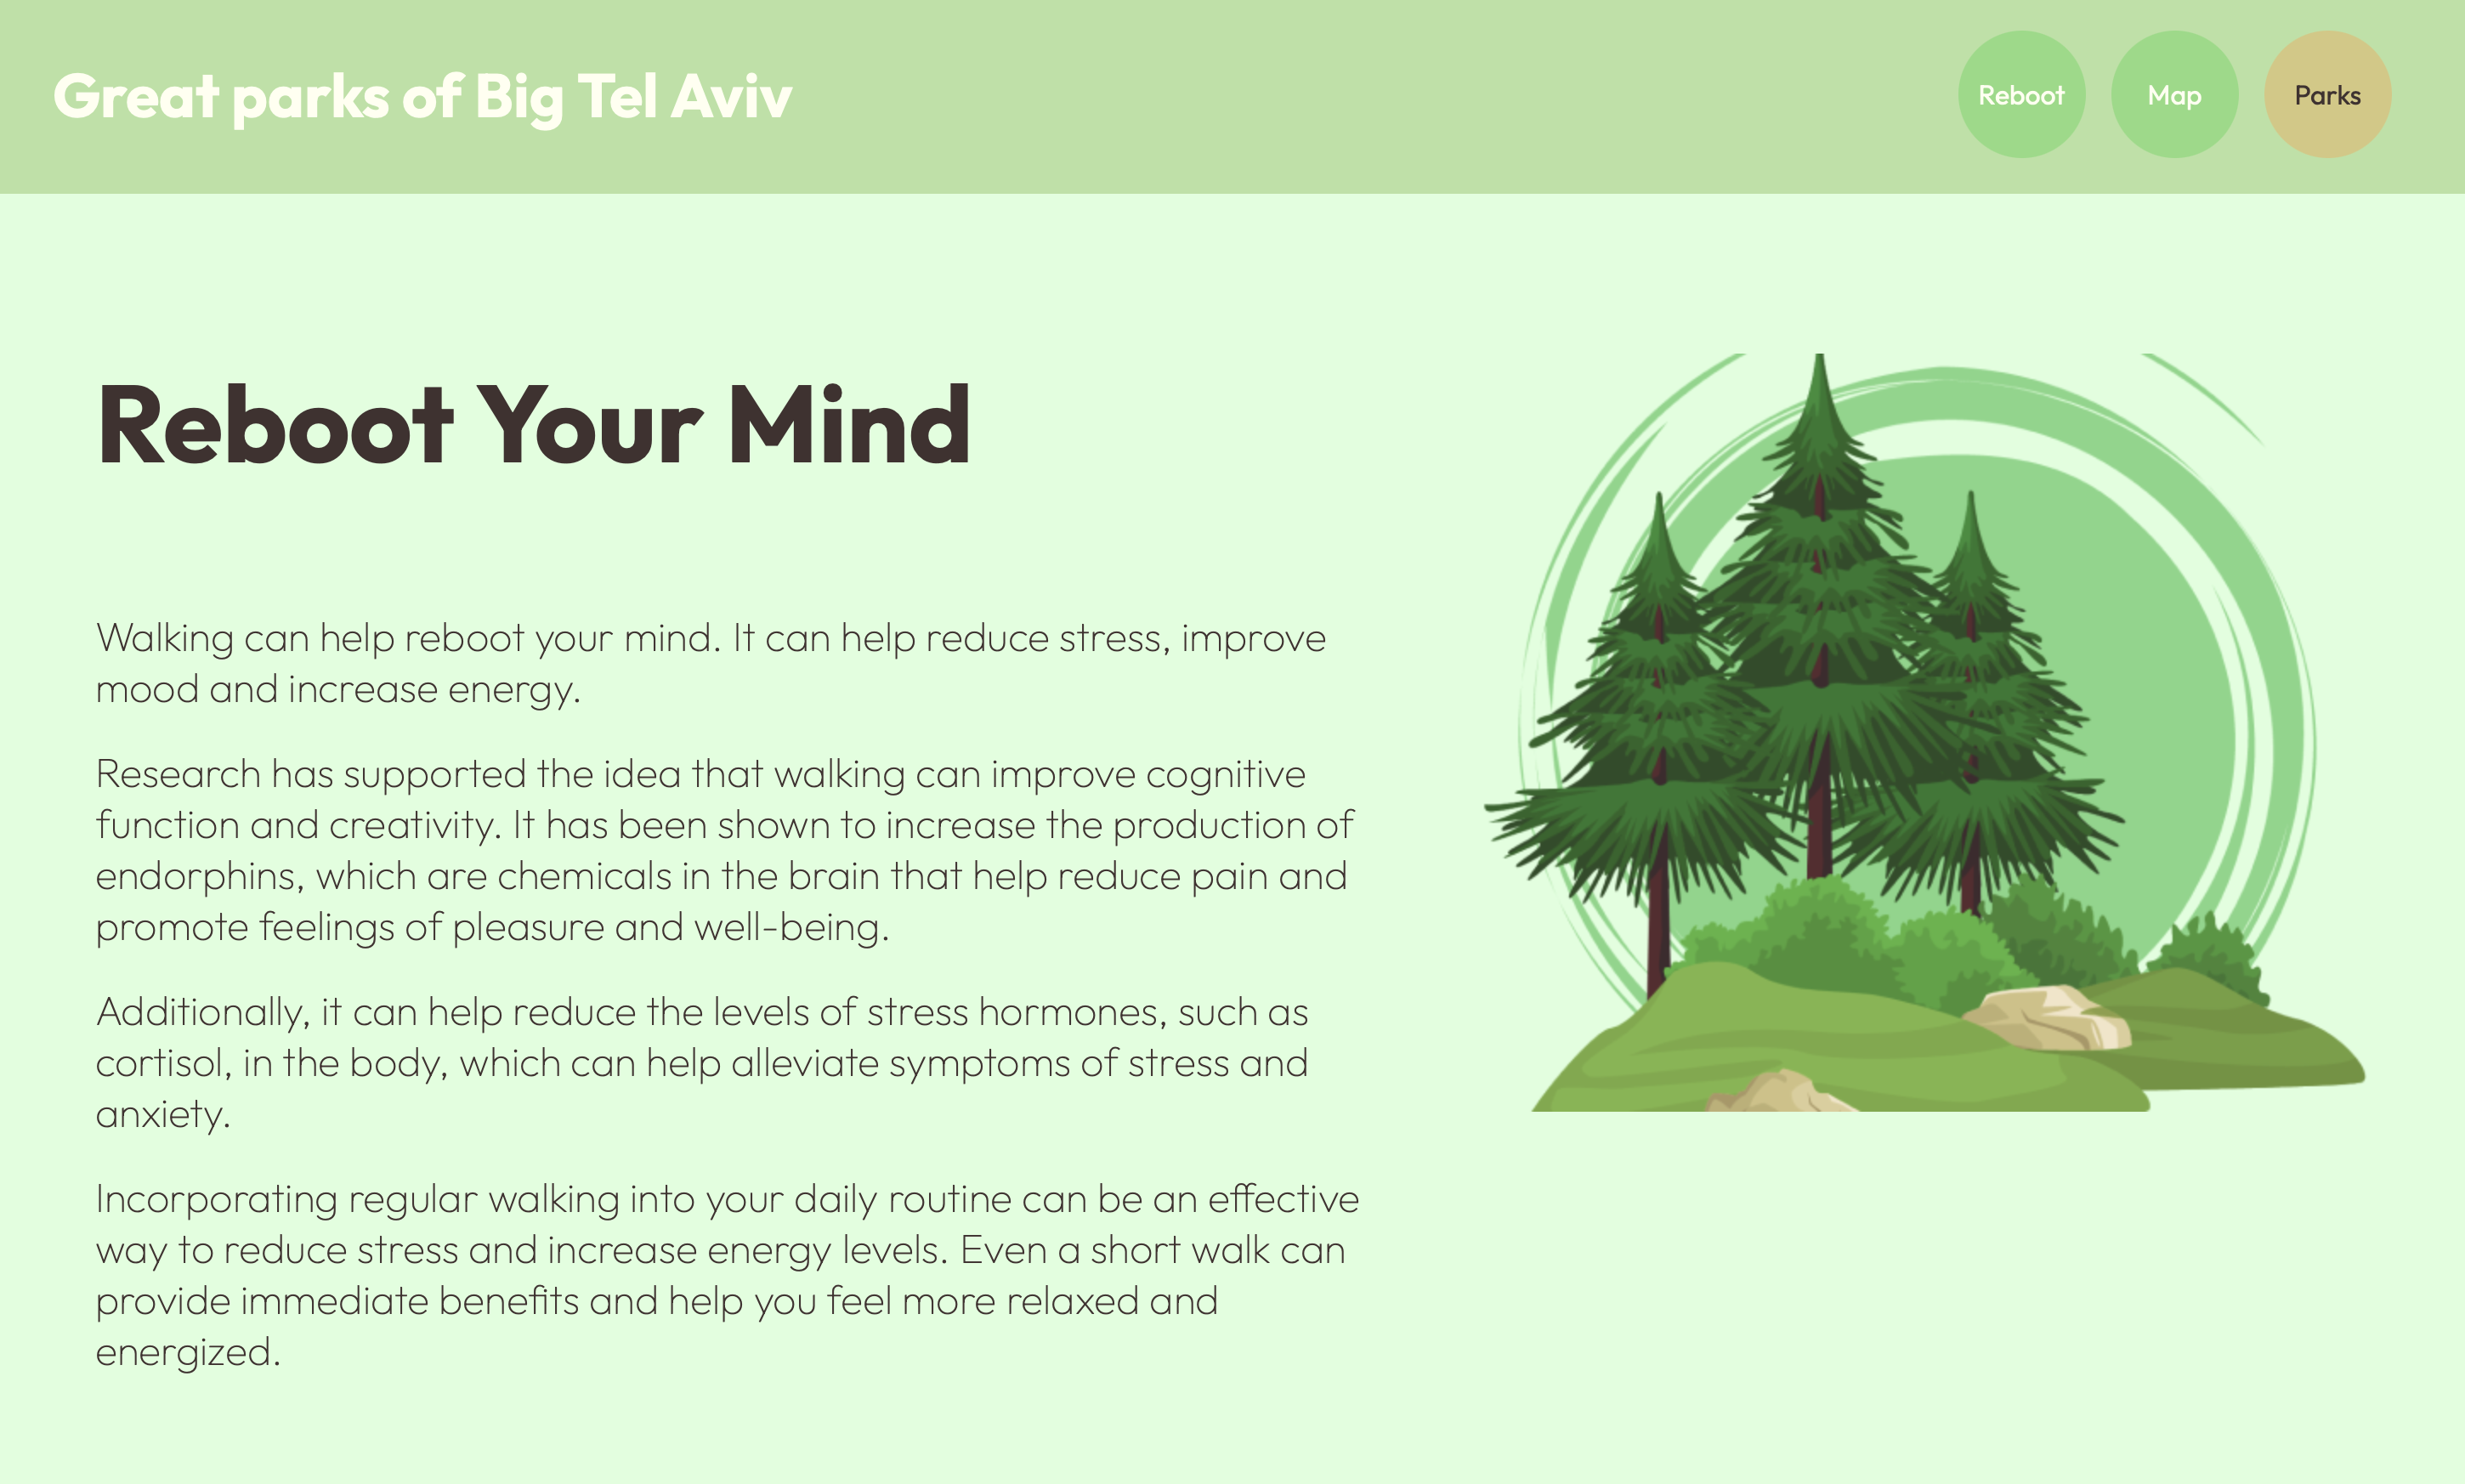 Great parks of Big Tel Aviv
Reboot
Map
Parks
Reboot Your Mind
Walking can help reboot your mind. It can help reduce stress, improve
mood and increase energy.
Research has supported the idea that walking can improve cognitive
function and creativity. It has been shown to increase the production of
endorphins, which are chemicals in the brain that help reduce pain and
promote feelings of pleasure and well-being.
Additionally, it can help reduce the levels of stress hormones, such as
cortisol, in the body, which can help alleviate symptoms of stress and
anxiety.
Incorporating regular walking into your daily routine can be an effective
way to reduce stress and increase energy levels. Even a short walk can
provide immediate benefits and help you feel more relaxed and
energized.